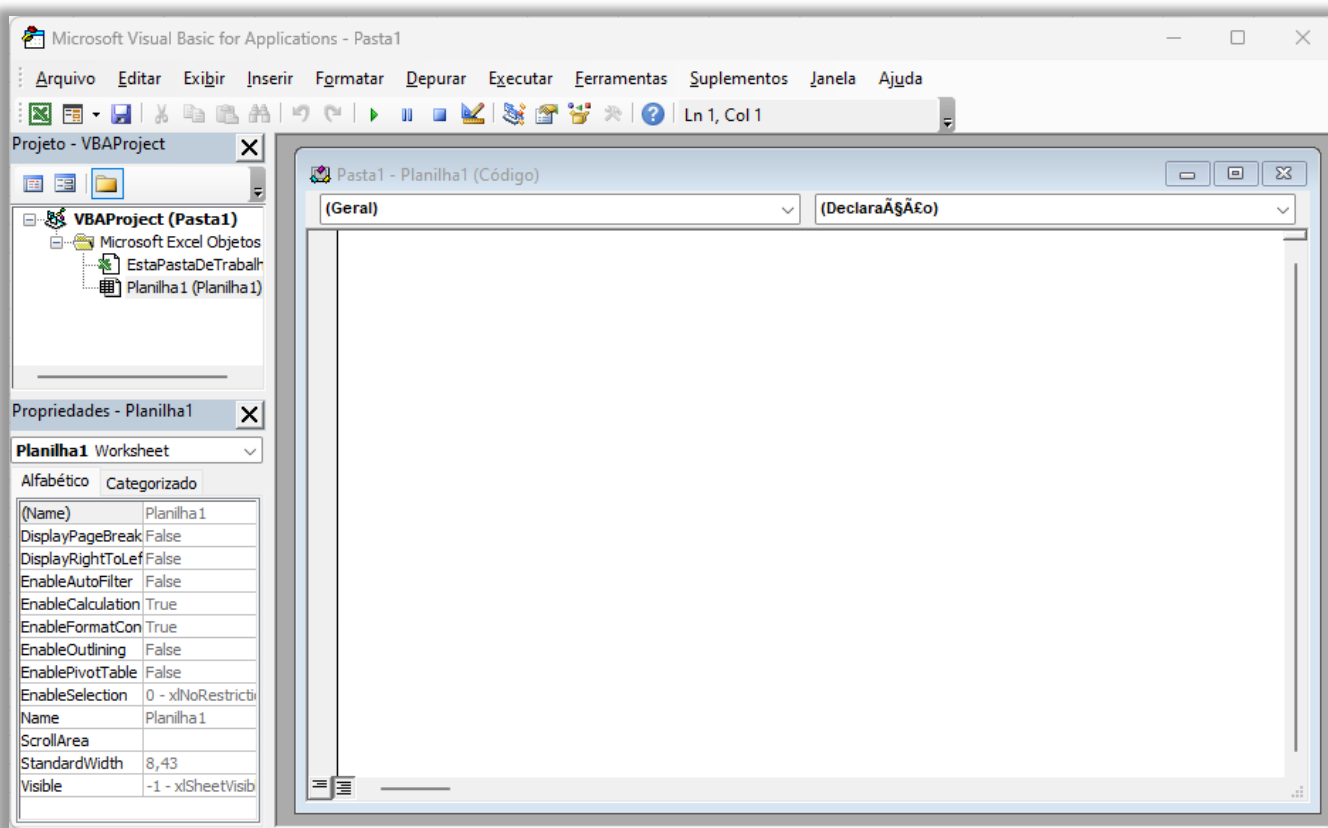 Microsoft Visual Basic for Applications - Pasta1
Arquivo Editar Exibir Inserir Formatar Depurar Executar Ferramentas Suplementos Janela Ajuda
Ln 1, Col 1
Projeto - VBAProject
VBAProject (Pasta1)
Microsoft Excel Objetos
EstaPastaDeTrabalh
Planilha1 (Planilha1)
Propriedades - Planilha1
Planilha1 Worksheet
Alfabético Categorizado
(Name) Planilha1
DisplayPageBreak False
DisplayRightToLef False
EnableAutoFilter False
EnableCalculation True
EnableFormatCon True
EnableOutlining False
EnablePivotTable False
EnableSelection 0 - xlNoRestricti
Name Planilha1
ScrollArea
StandardWidth 8,43
Visible -1 - xlSheetVisib
Pasta1 - Planilha1 (Código)
(Geral) (DeclaraÃ§Ã£o)